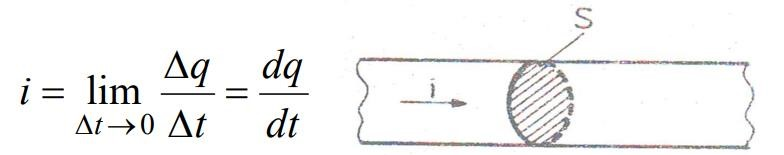 i = lim Δt→0 Δq/Δt = dq/dt
S
i